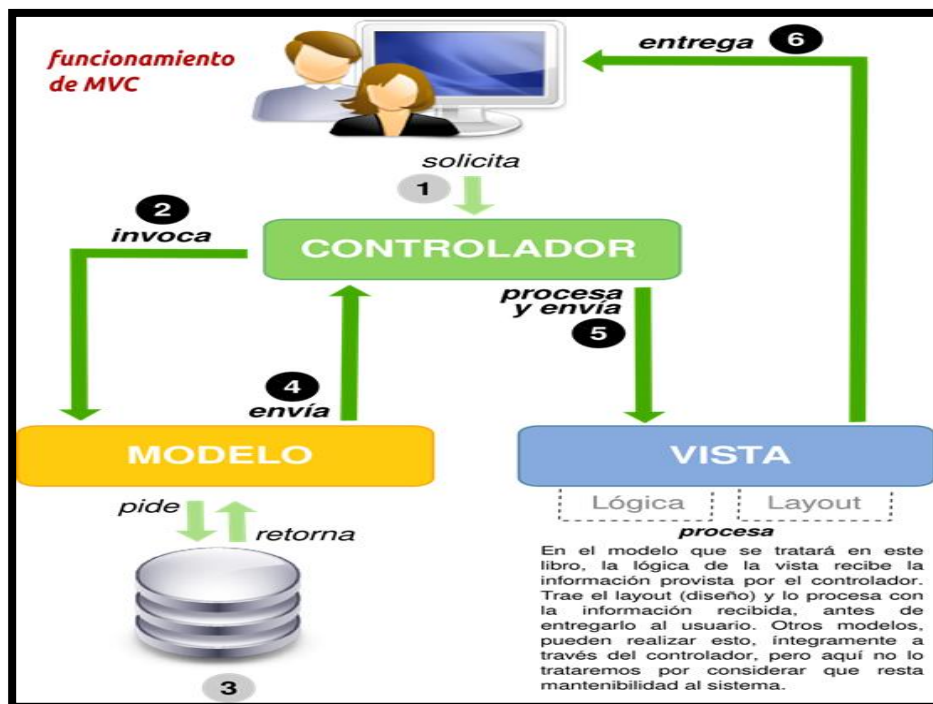 funcionamiento
de MVC
entrega 6
solicita
1
2
invoca
CONTROLADOR
procesa
y envía
5
4
envía
MODELO
VISTA
pide
retorna
Lógica
Layout
procesa
3
En el modelo que se tratará en este
libro, la lógica de la vista recibe la
información provista por el controlador.
Trae el layout (diseño) y lo procesa con
la información recibida, antes de
entregarlo al usuario. Otros modelos,
pueden realizar esto, íntegramente a
través del controlador, pero aquí no lo
trataremos por considerar que resta
mantenibilidad al sistema.